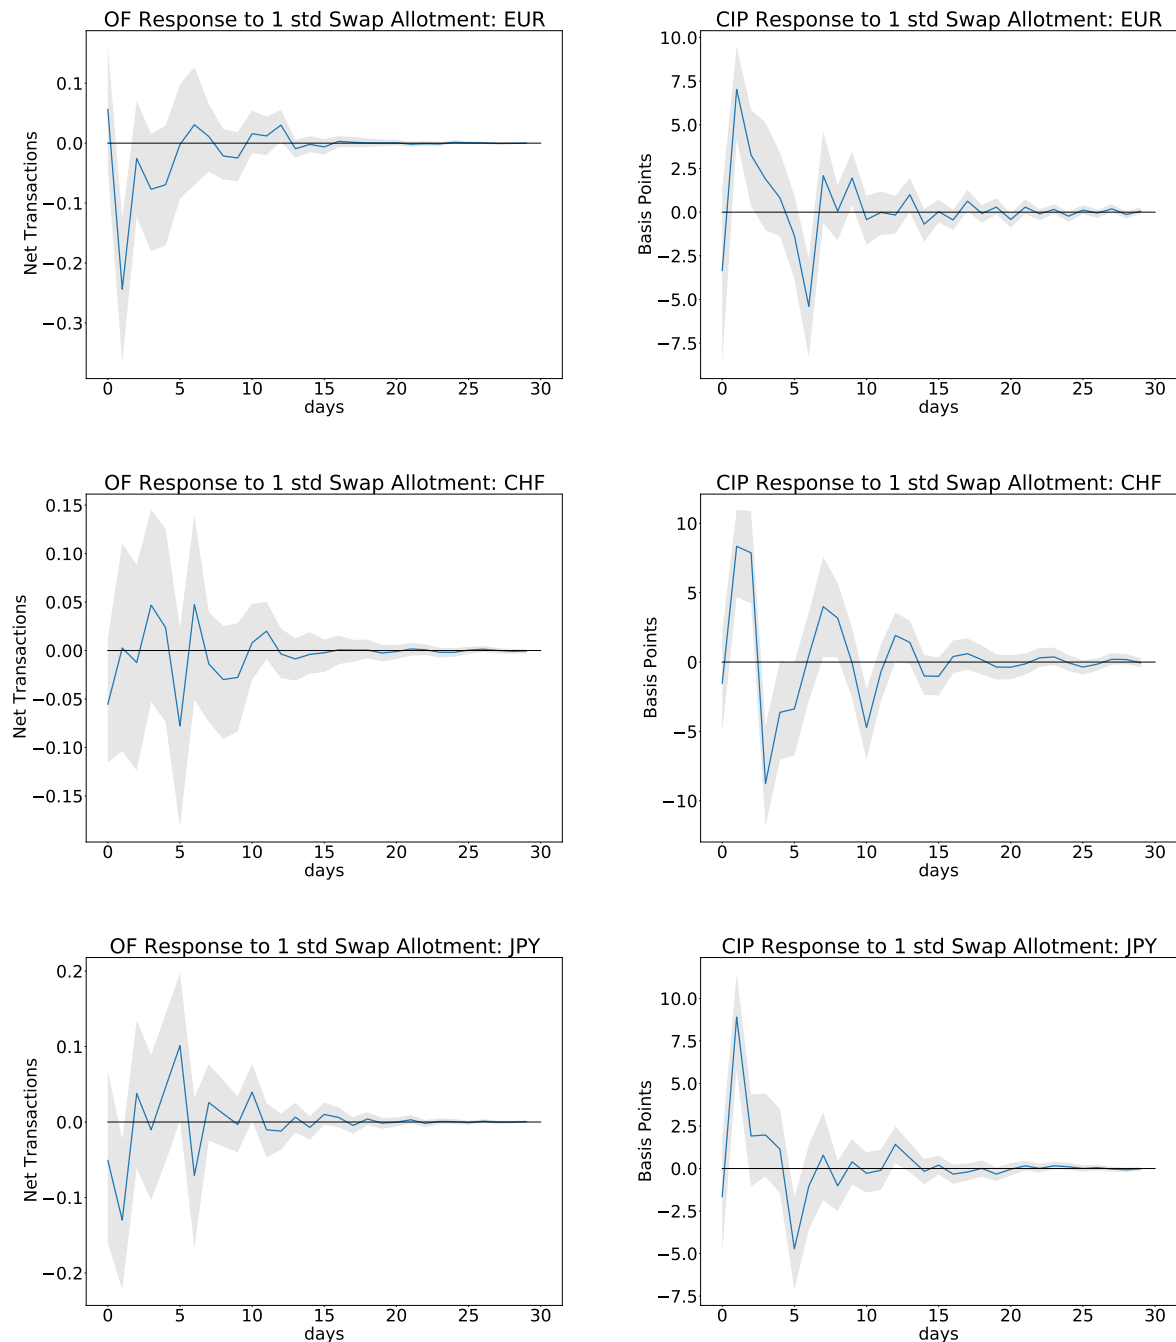 OF Response to 1 std Swap Allotment: EUR
Net Transactions
0.1
0.0
−0.1
−0.2
−0.3
0 5 10 15 20 25 30
days
CIP Response to 1 std Swap Allotment: EUR
Basis Points
10.0
7.5
5.0
2.5
0.0
−2.5
−5.0
−7.5
0 5 10 15 20 25 30
days
OF Response to 1 std Swap Allotment: CHF
Net Transactions
0.15
0.10
0.05
0.00
−0.05
−0.10
−0.15
0 5 10 15 20 25 30
days
CIP Response to 1 std Swap Allotment: CHF
Basis Points
10
5
0
−5
−10
0 5 10 15 20 25 30
days
OF Response to 1 std Swap Allotment: JPY
Net Transactions
0.2
0.1
0.0
−0.1
−0.2
0 5 10 15 20 25 30
days
CIP Response to 1 std Swap Allotment: JPY
Basis Points
10.0
7.5
5.0
2.5
0.0
−2.5
−5.0
−7.5
0 5 10 15 20 25 30
days